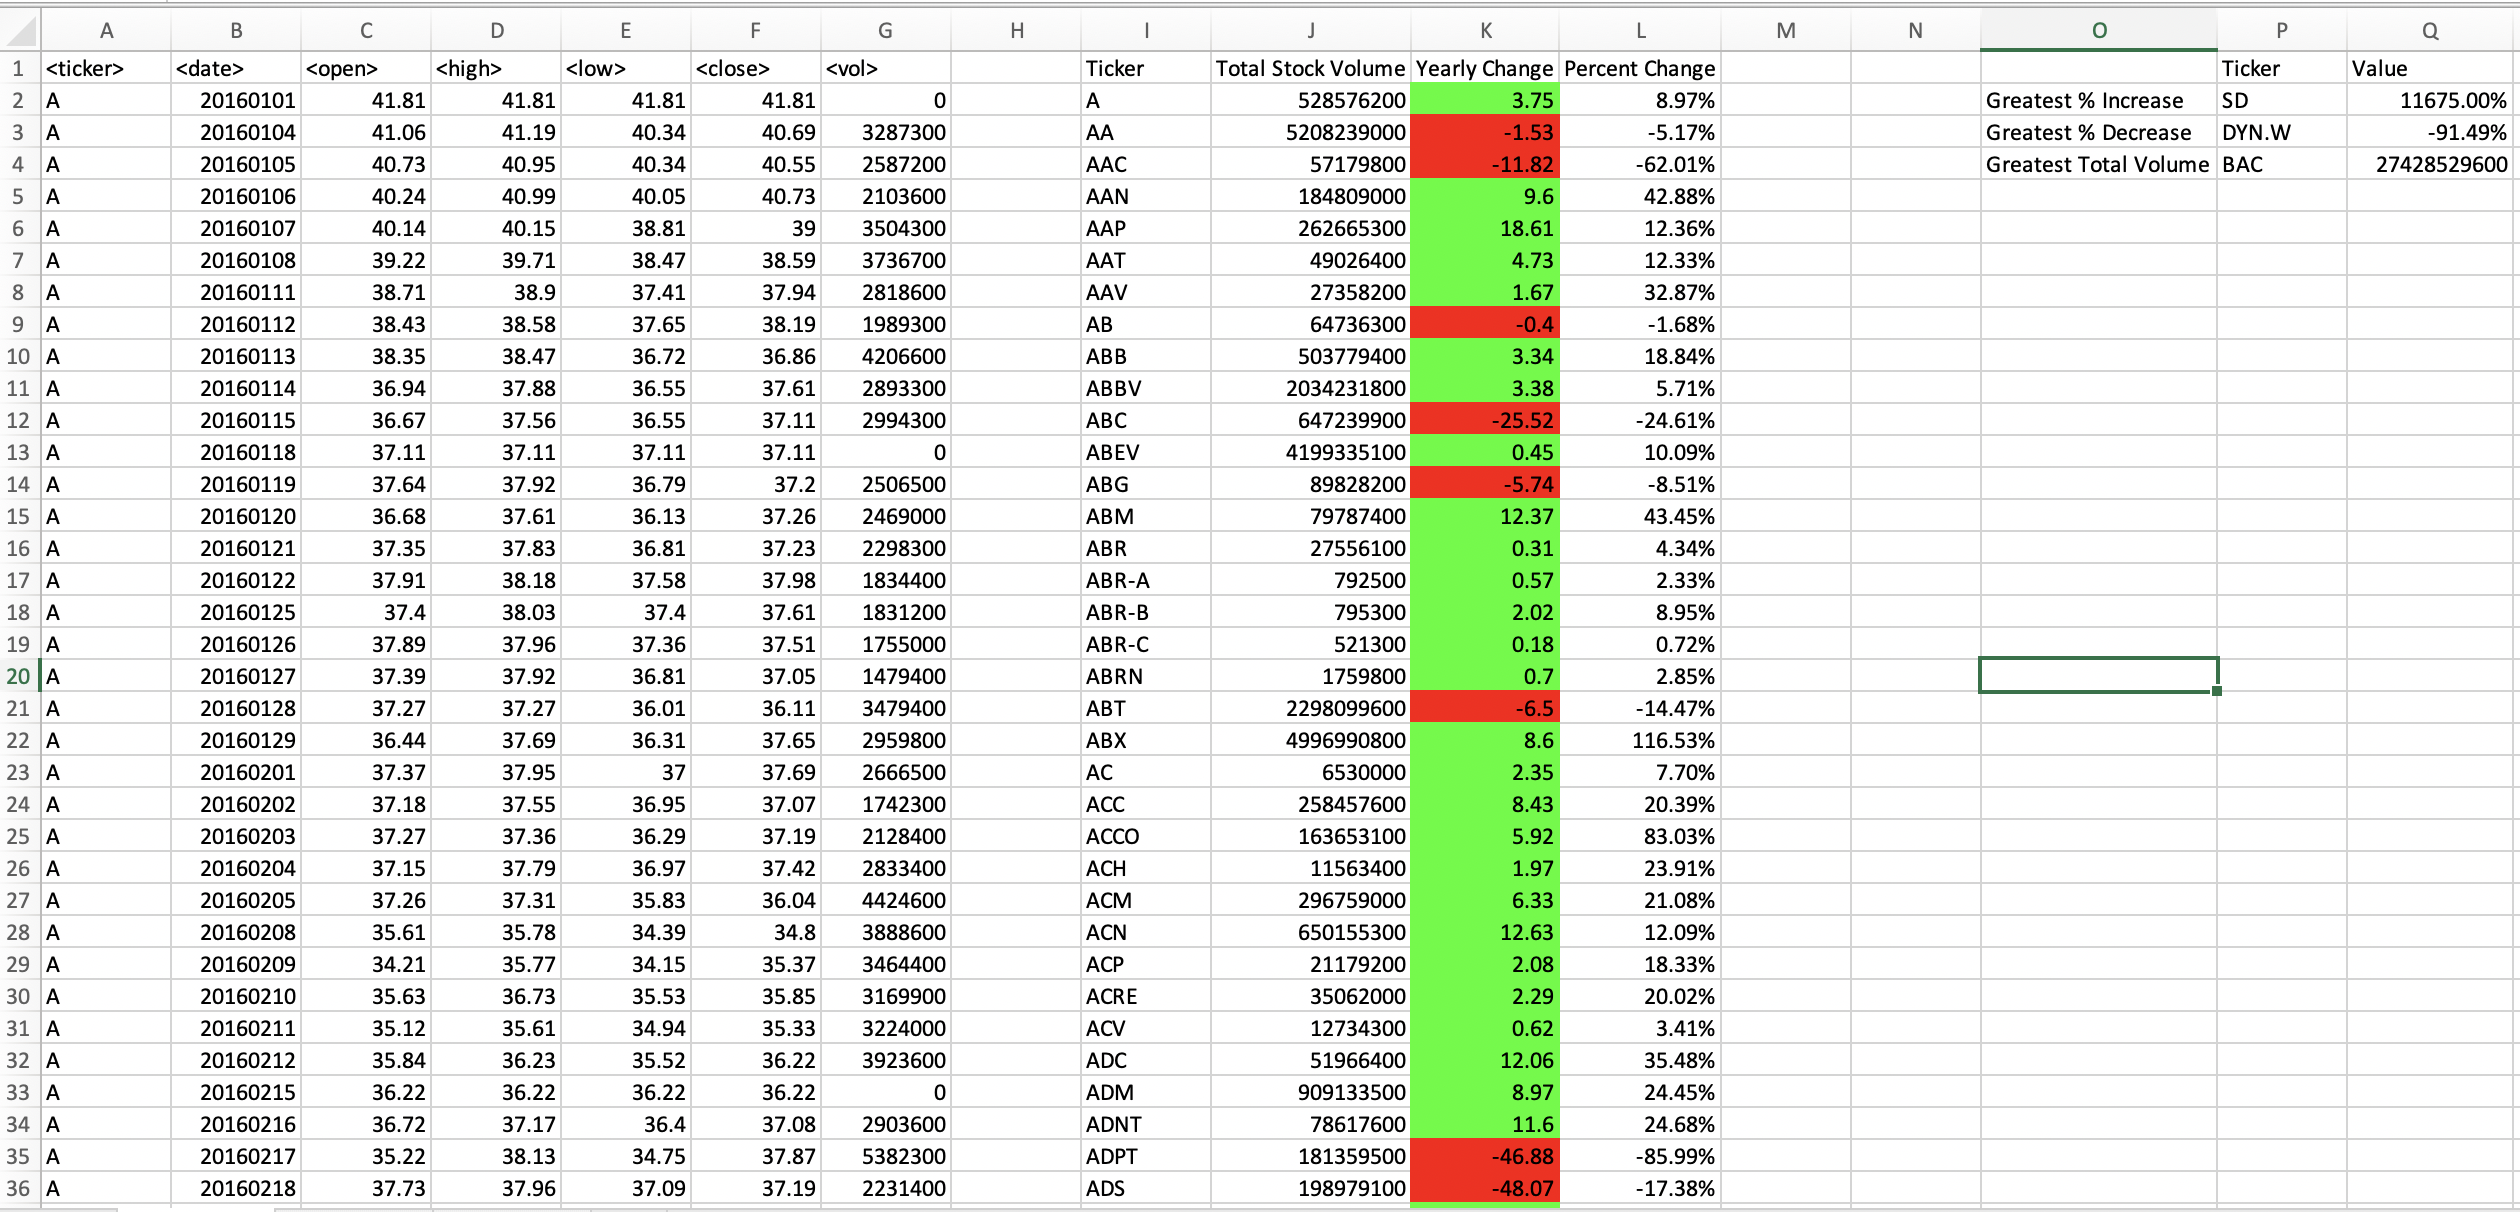 A B C D E F G H I J K L M N O P Q
1 <ticker> <date> <open> <high> <low> <close> <vol> Ticker Total Stock Volume Yearly Change Percent Change Ticker Value
2 A 20160101 41.81 41.81 41.81 41.81 0 A 528576200 3.75 8.97% Greatest % Increase SD 11675.00%
3 A 20160104 41.06 41.19 40.34 40.69 3287300 AA 5208239000 -1.53 -5.17% Greatest % Decrease DYN.W -91.49%
4 A 20160105 40.73 40.95 40.34 40.55 2587200 AAC 57179800 -11.82 -62.01% Greatest Total Volume BAC 27428529600
5 A 20160106 40.24 40.99 40.05 40.73 2103600 AAN 184809000 9.6 42.88%
6 A 20160107 40.14 40.15 38.81 39 3504300 AAP 262665300 18.61 12.36%
7 A 20160108 39.22 39.71 38.47 38.59 3736700 AAT 49026400 4.73 12.33%
8 A 20160111 38.71 38.9 37.41 37.94 2818600 AAV 27358200 1.67 32.87%
9 A 20160112 38.43 38.58 37.65 38.19 1989300 AB 64736300 -0.4 -1.68%
10 A 20160113 38.35 38.47 36.72 36.86 4206600 ABB 503779400 3.34 18.84%
11 A 20160114 36.94 37.88 36.55 37.61 2893300 ABBV 2034231800 3.38 5.71%
12 A 20160115 36.67 37.56 36.55 37.11 2994300 ABC 647239900 -25.52 -24.61%
13 A 20160118 37.11 37.11 37.11 37.11 0 ABEV 4199335100 0.45 10.09%
14 A 20160119 37.64 37.92 36.79 37.2 2506500 ABG 89828200 -5.74 -8.51%
15 A 20160120 36.68 37.61 36.13 37.26 2469000 ABM 79787400 12.37 43.45%
16 A 20160121 37.35 37.83 36.81 37.23 2298300 ABR 27556100 0.31 4.34%
17 A 20160122 37.91 38.18 37.58 37.98 1834400 ABR-A 792500 0.57 2.33%
18 A 20160125 37.4 38.03 37.4 37.61 1831200 ABR-B 795300 2.02 8.95%
19 A 20160126 37.89 37.96 37.36 37.51 1755000 ABR-C 521300 0.18 0.72%
20 A 20160127 37.39 37.92 36.81 37.05 1479400 ABRN 1759800 0.7 2.85%
21 A 20160128 37.27 37.27 36.01 36.11 3479400 ABT 2298099600 -6.5 -14.47%
22 A 20160129 36.44 37.69 36.31 37.65 2959800 ABX 4996990800 8.6 116.53%
23 A 20160201 37.37 37.95 37 37.69 2666500 AC 6530000 2.35 7.70%
24 A 20160202 37.18 37.55 36.95 37.07 1742300 ACC 258457600 8.43 20.39%
25 A 20160203 37.27 37.36 36.29 37.19 2128400 ACCO 163653100 5.92 83.03%
26 A 20160204 37.15 37.79 36.97 37.42 2833400 ACH 11563400 1.97 23.91%
27 A 20160205 37.26 37.31 35.83 36.04 4424600 ACM 296759000 6.33 21.08%
28 A 20160208 35.61 35.78 34.39 34.8 3888600 ACN 650155300 12.63 12.09%
29 A 20160209 34.21 35.77 34.15 35.37 3464400 ACP 21179200 2.08 18.33%
30 A 20160210 35.63 36.73 35.53 35.85 3169900 ACRE 35062000 2.29 20.02%
31 A 20160211 35.12 35.61 34.94 35.33 3224000 ACV 12734300 0.62 3.41%
32 A 20160212 35.84 36.23 35.52 36.22 3923600 ADC 51966400 12.06 35.48%
33 A 20160215 36.22 36.22 36.22 36.22 0 ADM 909133500 8.97 24.45%
34 A 20160216 36.72 37.17 36.4 37.08 2903600 ADNT 78617600 11.6 24.68%
35 A 20160217 35.22 38.13 34.75 37.87 5382300 ADPT 181359500 -46.88 -85.99%
36 A 20160218 37.73 37.96 37.09 37.19 2231400 ADS 198979100 -48.07 -17.38%